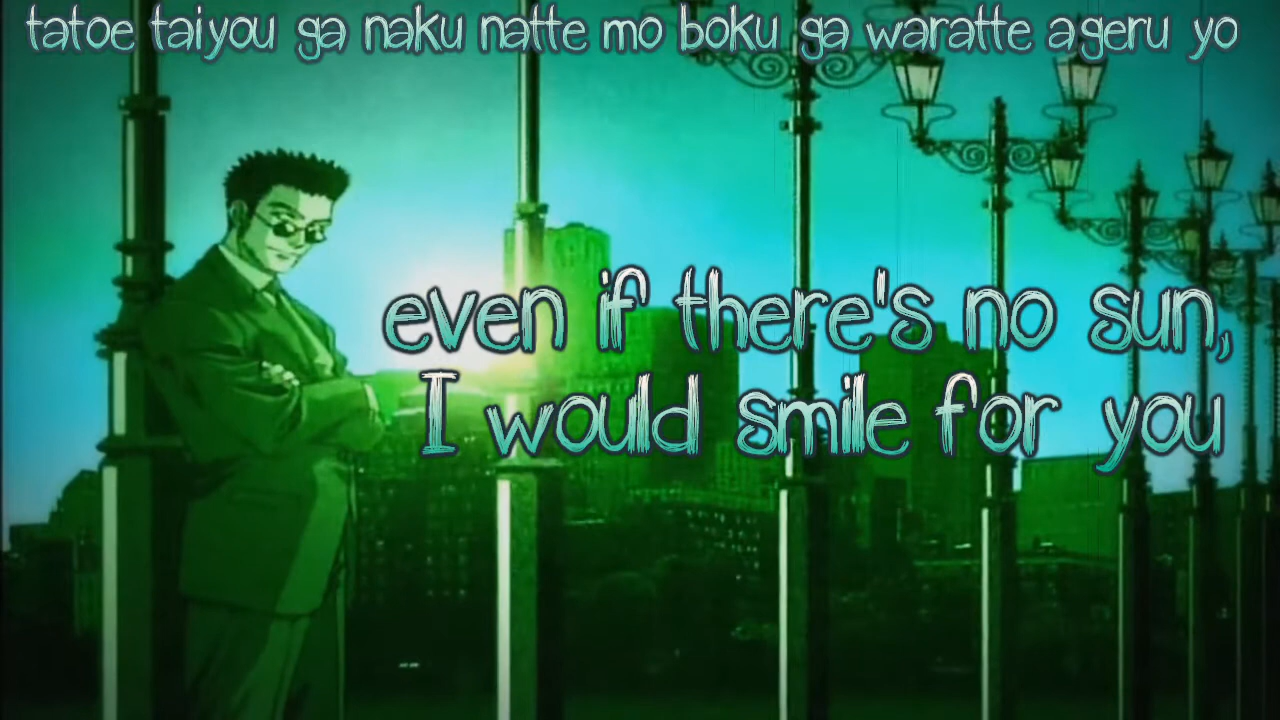 tatoe taiyou ga naku natte mo boku ga waratte ageru yo
even if there's no sun,
I would smile for you